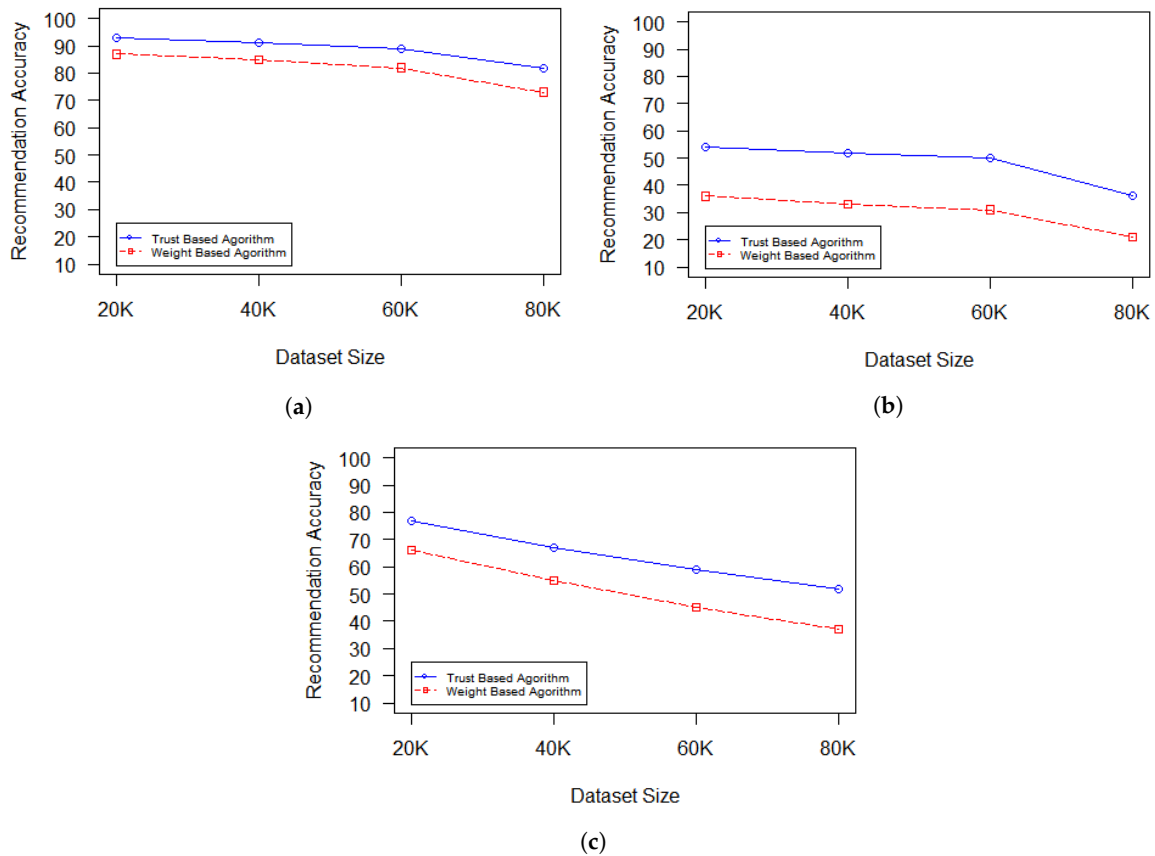 Recommendation Accuracy
100
90
80
70
60
50
40
30
20
10
Trust Based Agorithm
Weight Based Agorithm
20K 40K 60K 80K
Dataset Size
(a)
Recommendation Accuracy
100
90
80
70
60
50
40
30
20
10
Trust Based Agorithm
Weight Based Agorithm
20K 40K 60K 80K
Dataset Size
(b)
Recommendation Accuracy
100
90
80
70
60
50
40
30
20
10
Trust Based Agorithm
Weight Based Agorithm
20K 40K 60K 80K
Dataset Size
(c)